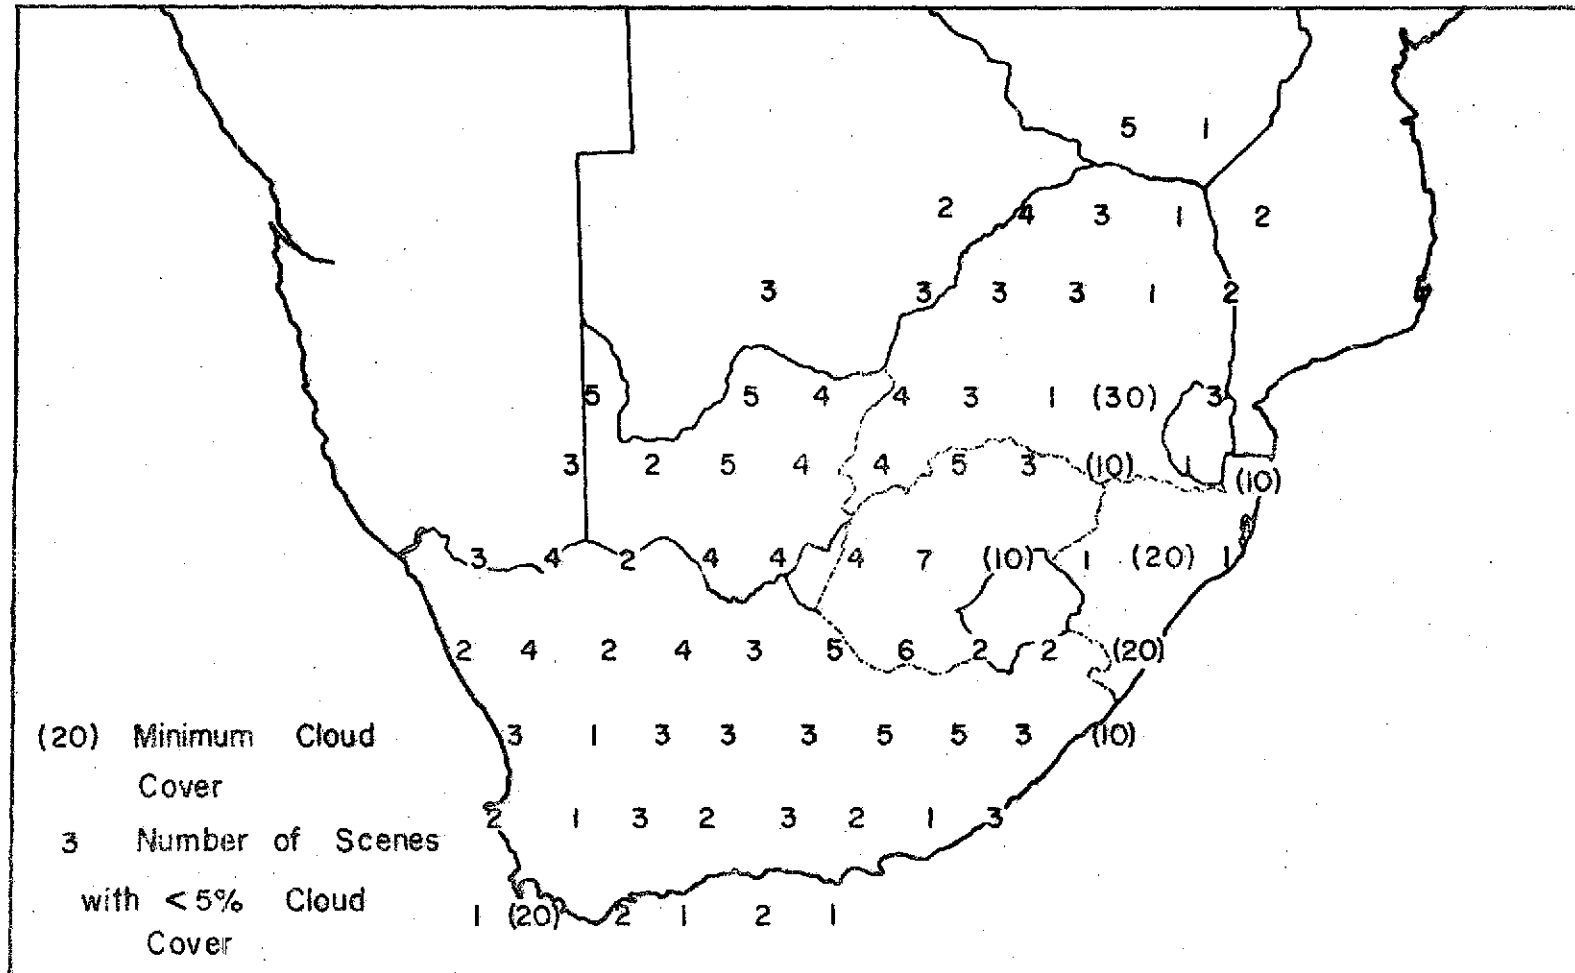 5 1
2 4 3 1 2
3 3 3 3 1 2
5 5 4 4 3 1 (30) 3
3 2 5 4 4 5 3 (10) 1 (10)
3 4 2 4 4 4 7 (10) 1 (20) 1
2 4 2 4 3 5 6 2 2 (20)
(20) Minimum Cloud
Cover
3 1 3 3 3 5 5 3 (10)
2 1 3 2 3 2 1 3
3 Number of Scenes
with <5% Cloud
Cover
1 (20) 2 1 2 1